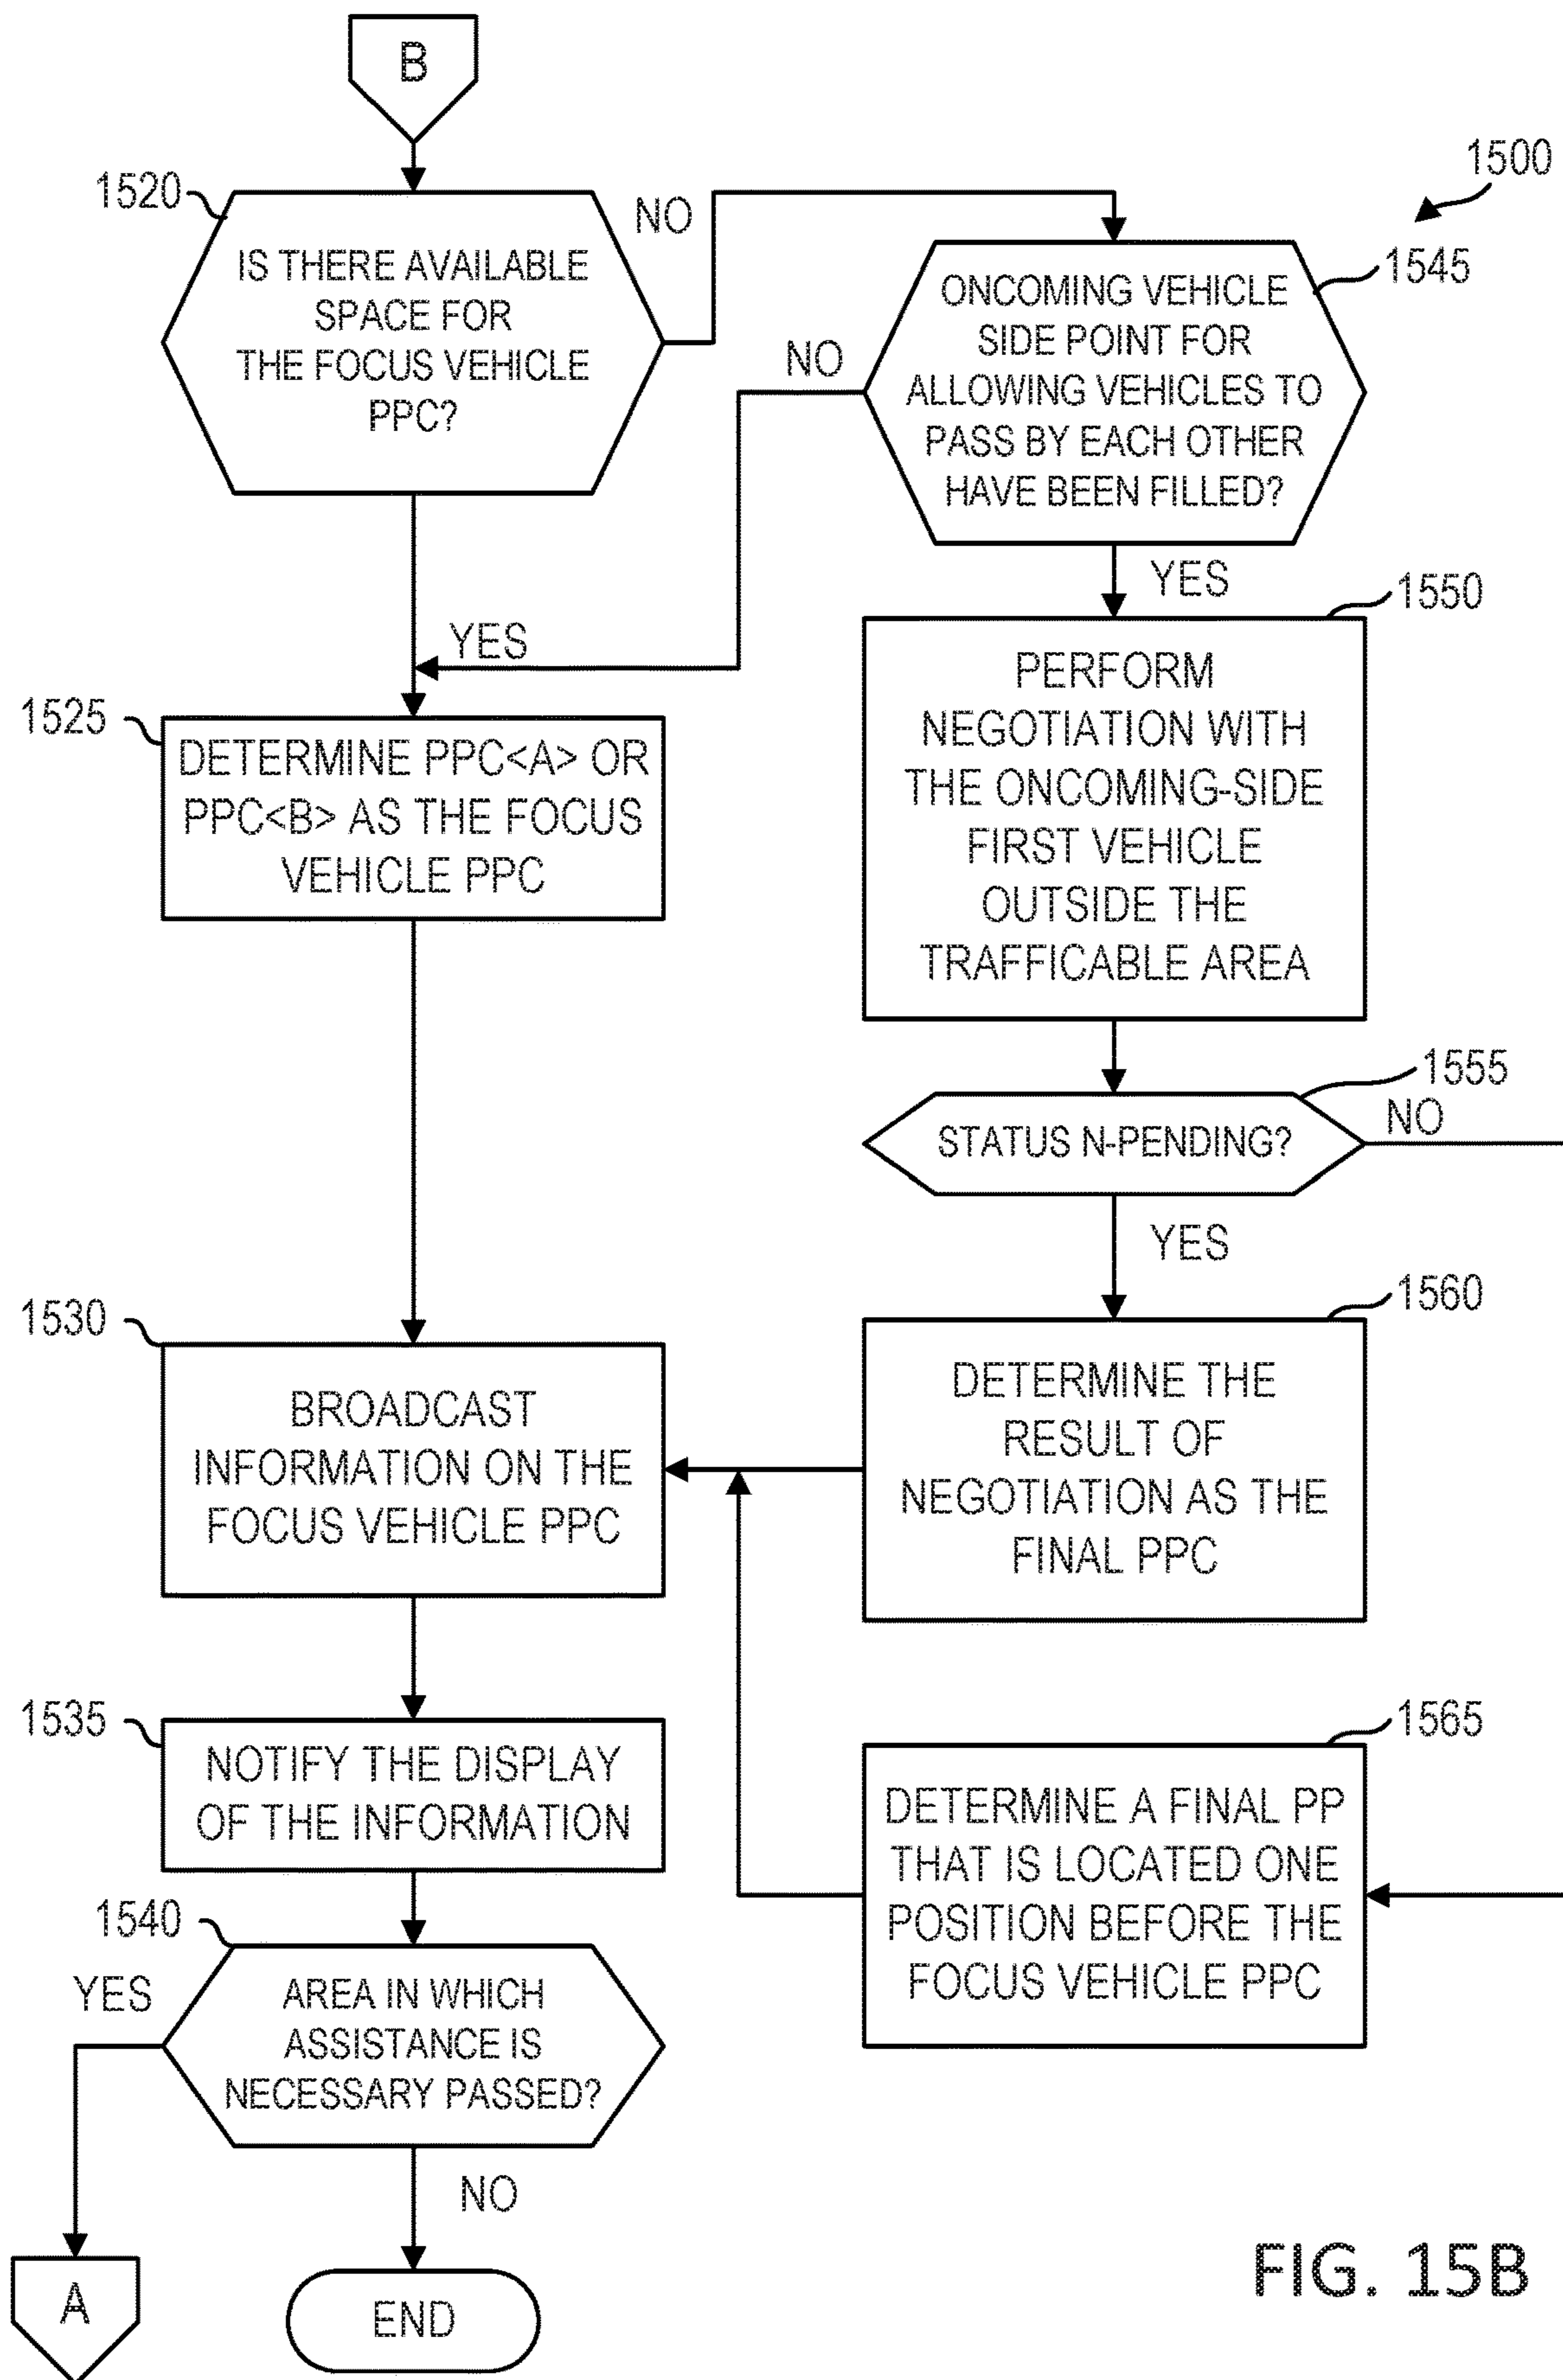 B
1500
1520
IS THERE AVAILABLE
SPACE FOR
THE FOCUS VEHICLE
PPC?
NO
1545
ONCOMING VEHICLE
SIDE POINT FOR
ALLOWING VEHICLES TO
PASS BY EACH OTHER
HAVE BEEN FILLED?
NO
YES
YES
1525
DETERMINE PPC<A> OR
PPC<B> AS THE FOCUS
VEHICLE PPC
1550
PERFORM
NEGOTIATION WITH
THE ONCOMING-SIDE
FIRST VEHICLE
OUTSIDE THE
TRAFFICABLE AREA
1555
STATUS N-PENDING?
NO
YES
1530
BROADCAST
INFORMATION ON THE
FOCUS VEHICLE PPC
1560
DETERMINE THE
RESULT OF
NEGOTIATION AS THE
FINAL PPC
1535
NOTIFY THE DISPLAY
OF THE INFORMATION
1565
DETERMINE A FINAL PP
THAT IS LOCATED ONE
POSITION BEFORE THE
FOCUS VEHICLE PPC
1540
YES
AREA IN WHICH
ASSISTANCE IS
NECESSARY PASSED?
NO
A
END
FIG. 15B